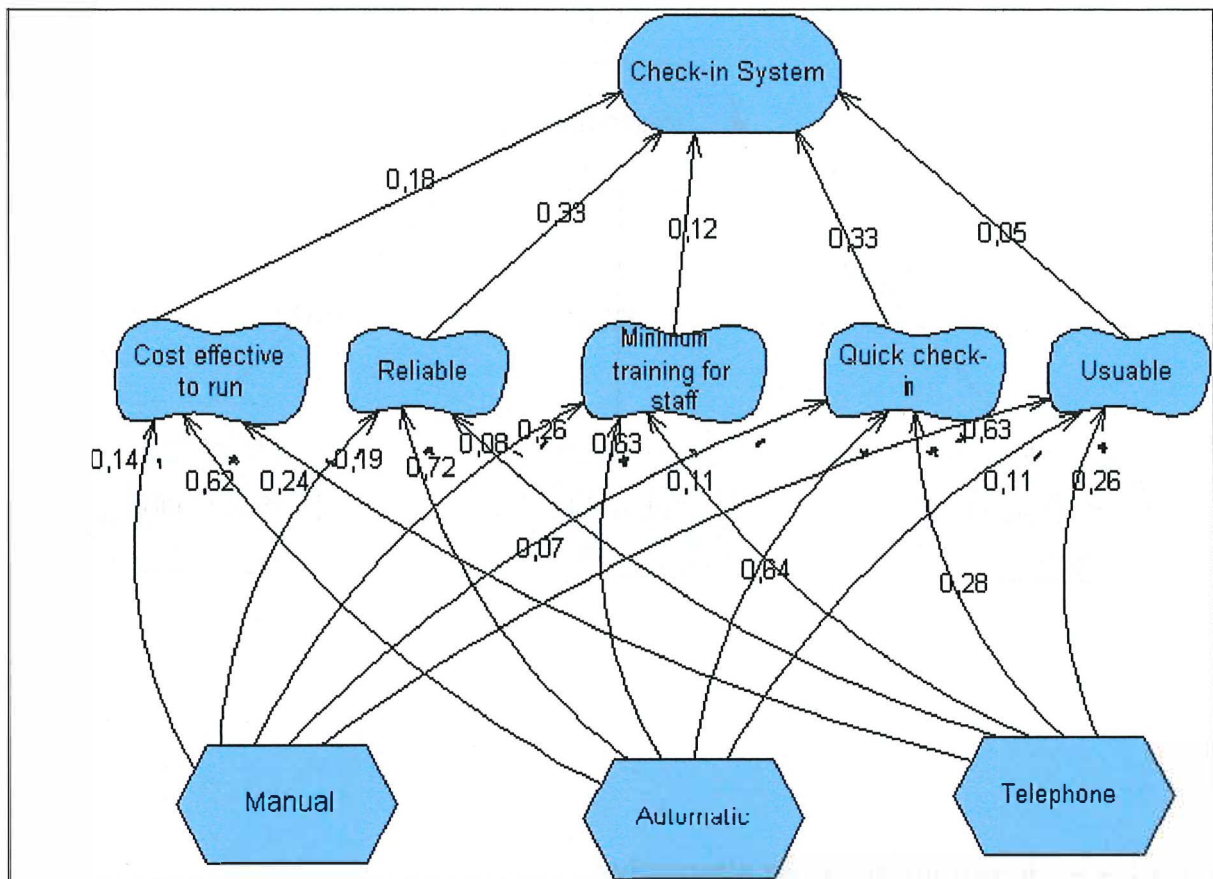 Check-in System
0,18
0,33
0,12
0,33
0,05
Cost effective
to run
Reliable
Minimum
training for
staff
Quick check-
in
Usuable
0,14
0,62
0,24
0,19
0,72
0,08
0,26
0,63
0,11
0,63
0,11
0,26
0,07
0,64
0,28
Manual
Automatic
Telephone